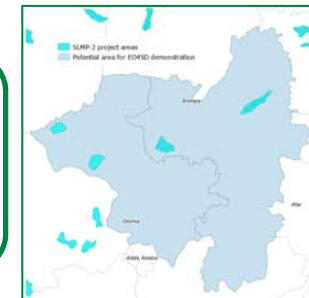 SLMP-2 project areas
Potential area for EO4SD demonstration
Amhara
Afar
Oromia
Addis Ababa